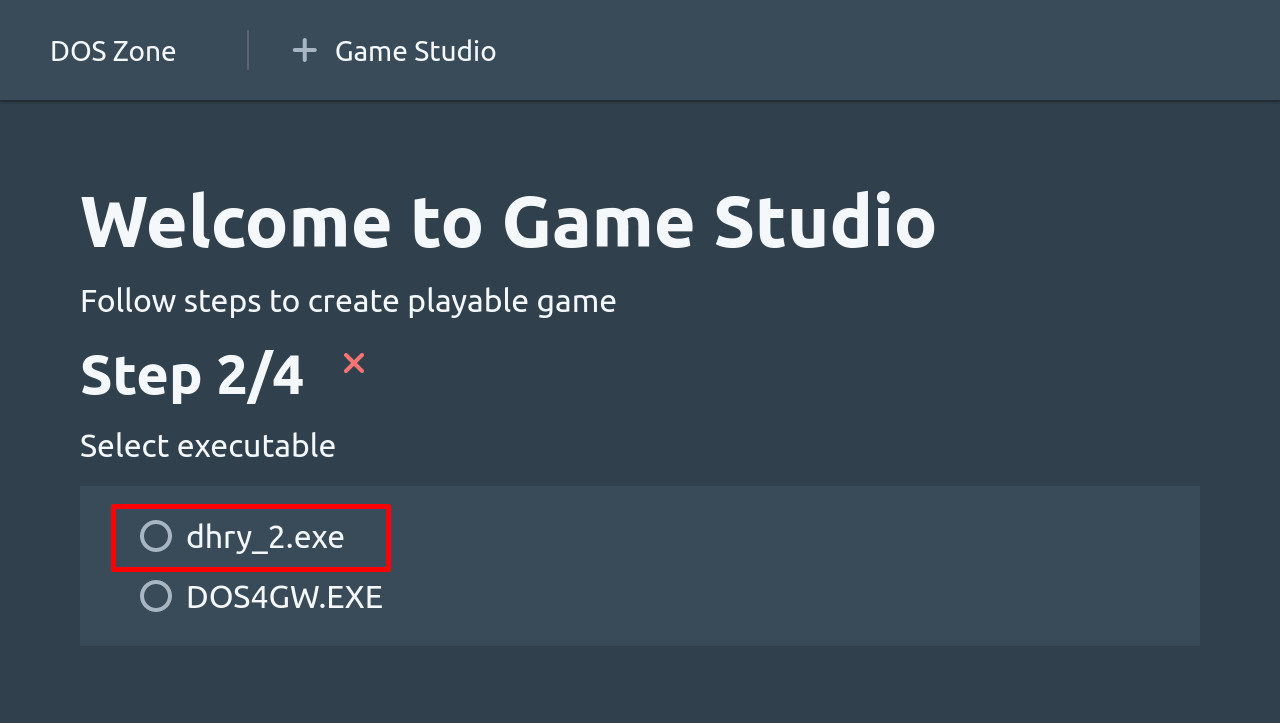 DOS Zone
Game Studio
Welcome to Game Studio
Follow steps to create playable game
Step 2/4
Select executable
dhry_2.exe
DOS4GW.EXE